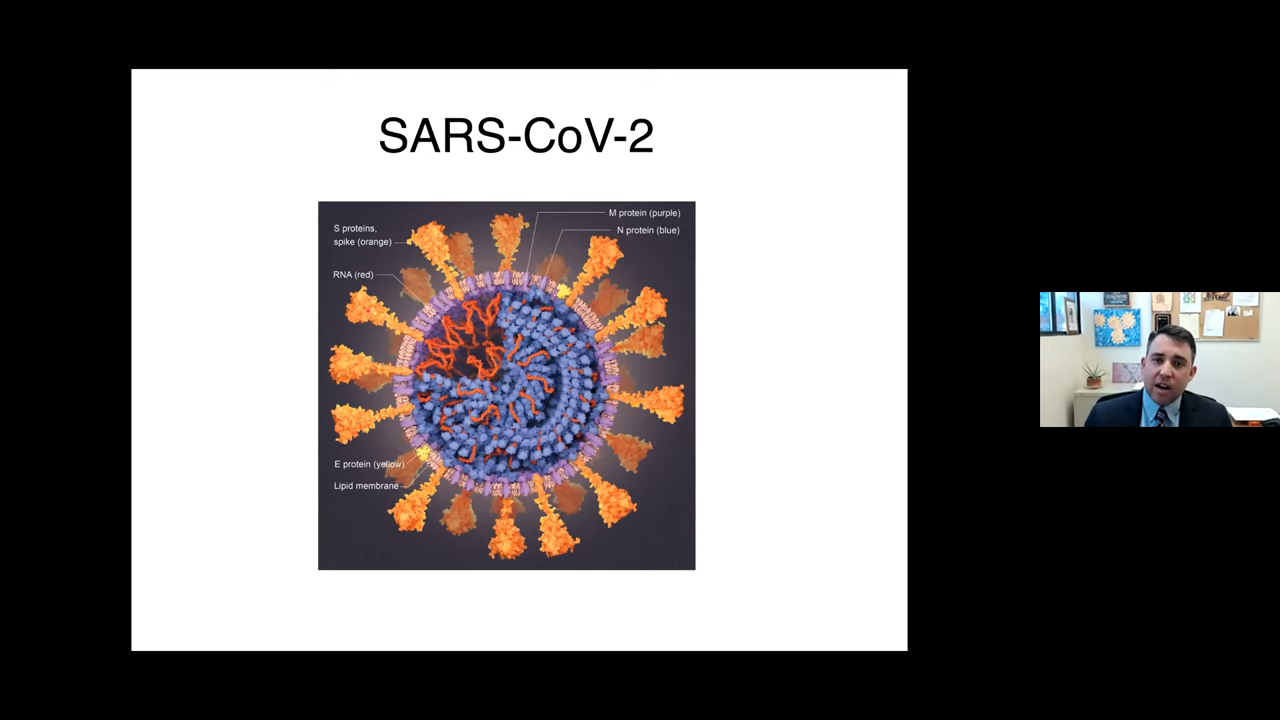 SARS-CoV-2
M protein (purple)
S proteins,
spike (orange)
N protein (blue)
RNA (red)
E protein (yellow)
Lipid membrane